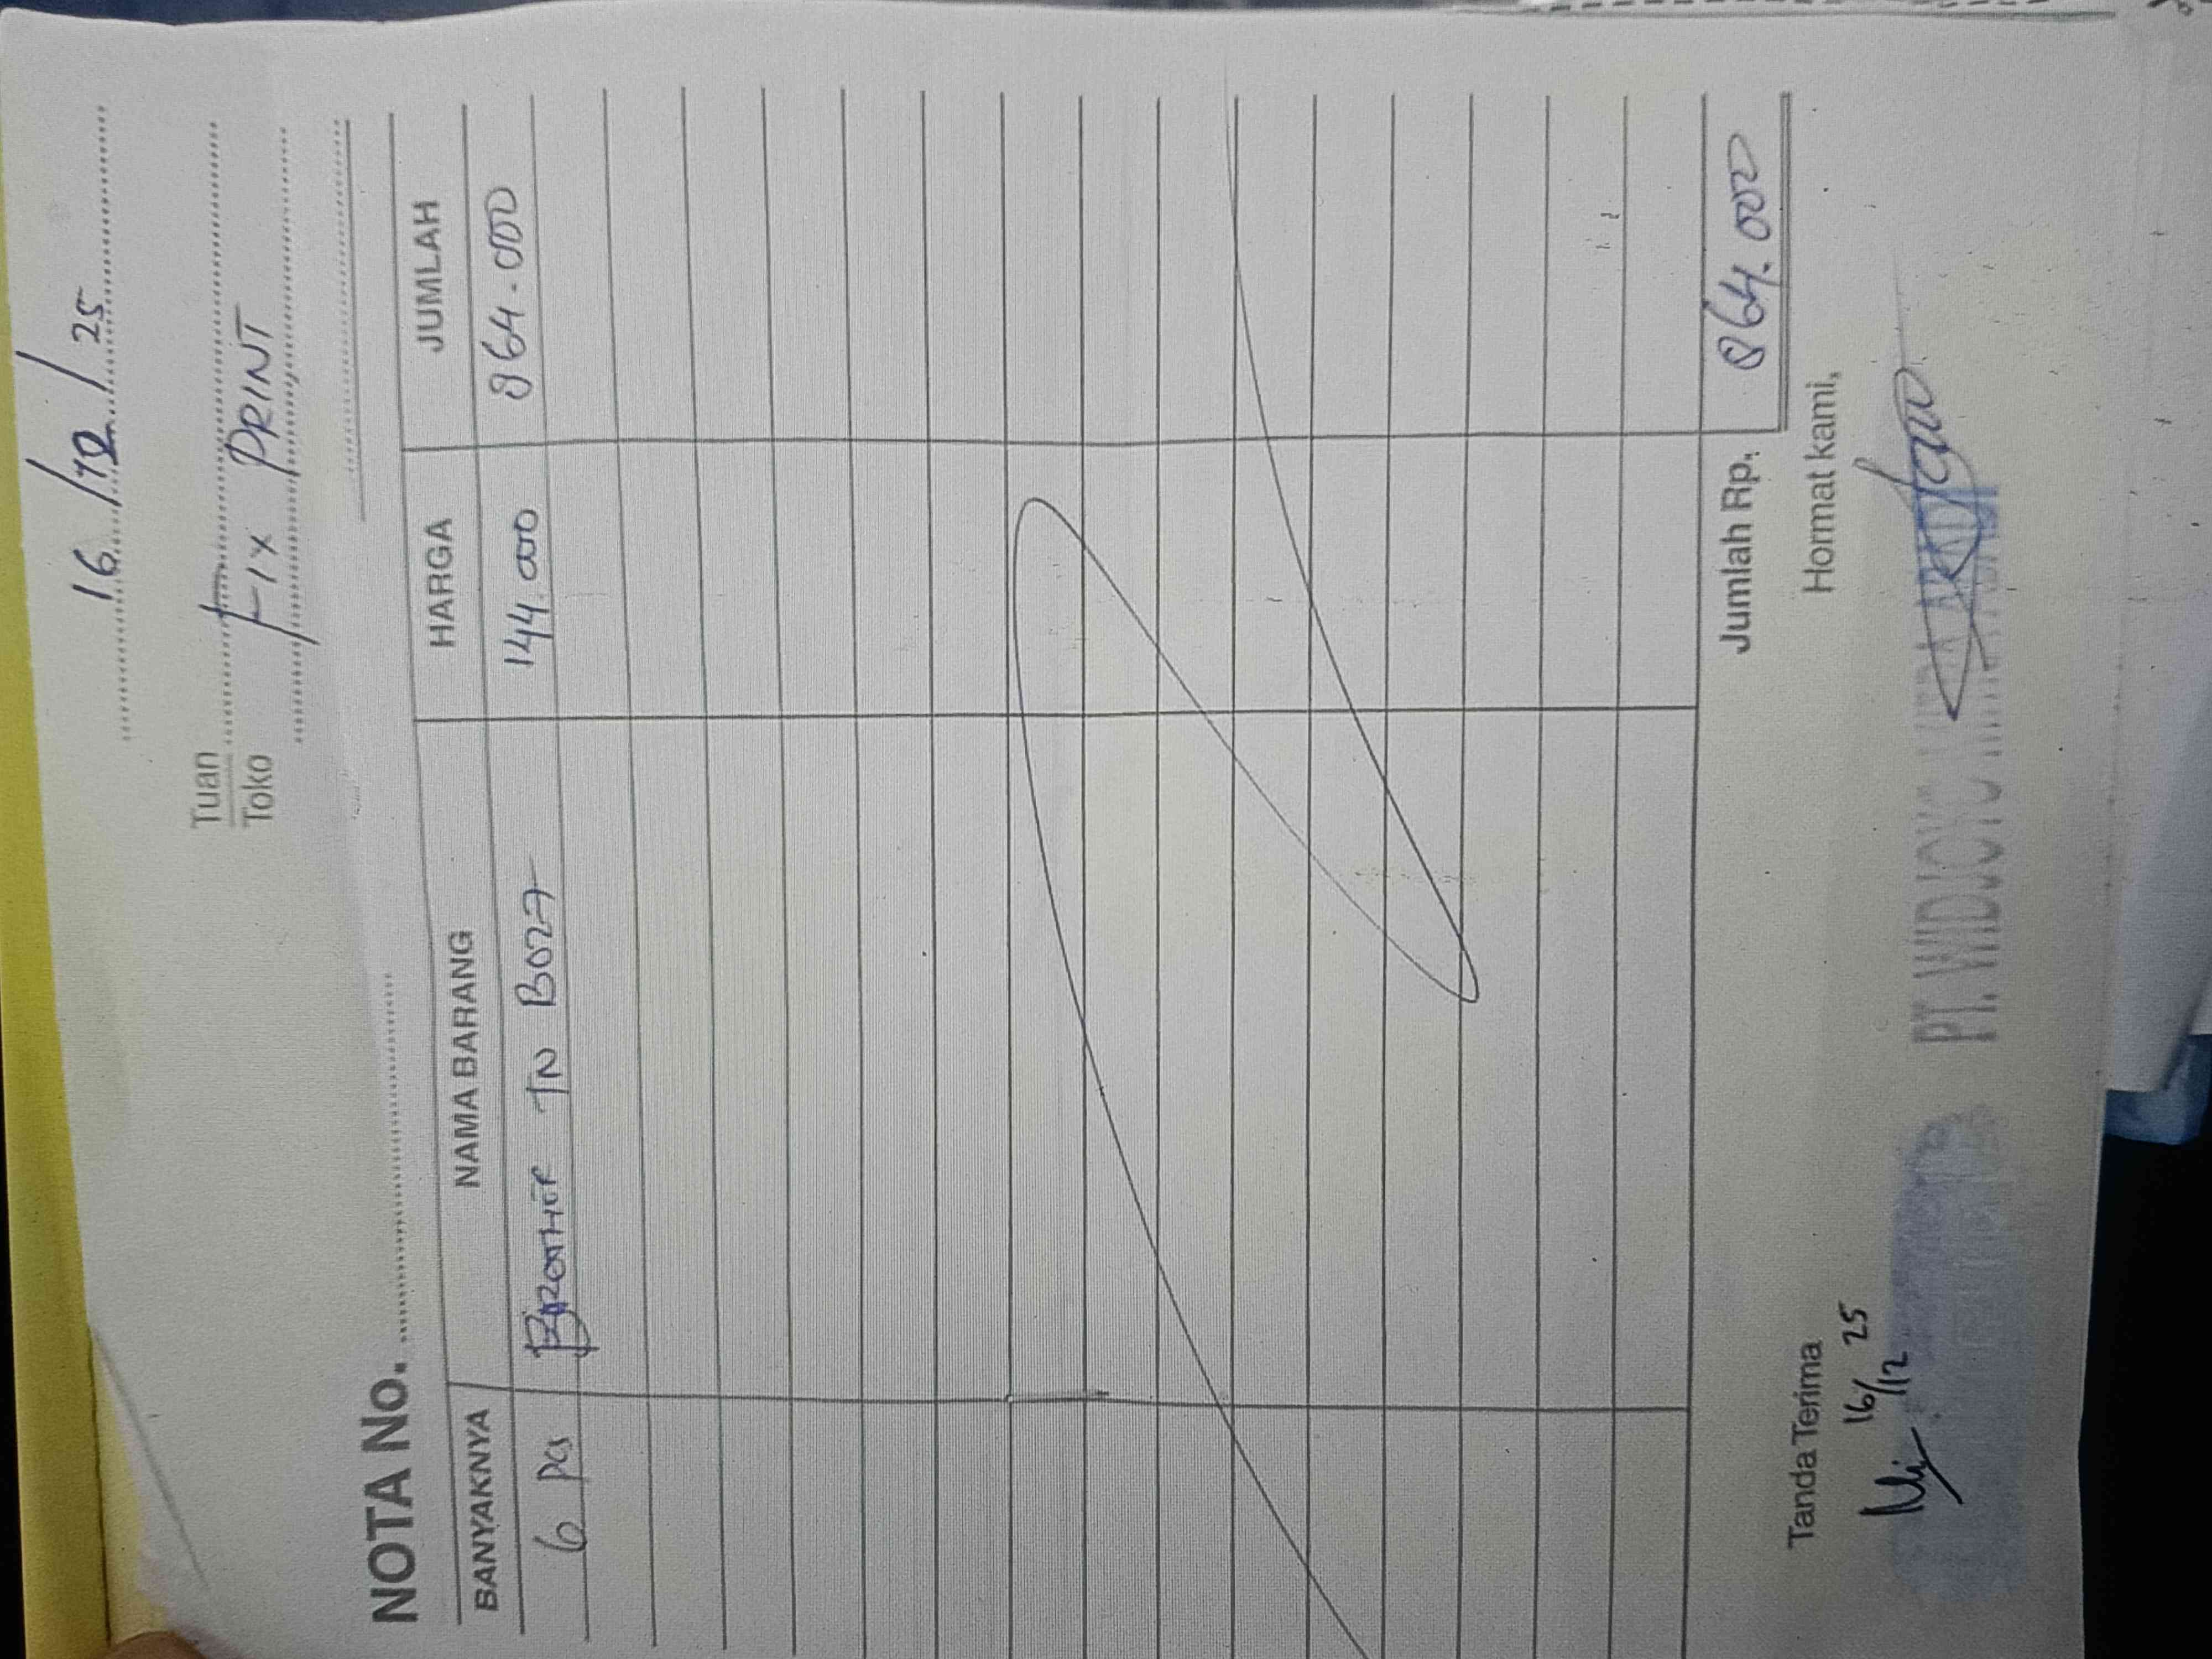 16/12/25
Tuan
Toko
FIX PRINT
NOTA No.
BANYAKNYA NAMA BARANG HARGA JUMLAH
6 pcs BROTHER TN B027 144.000 864.000
Jumlah Rp. 864.000
Tanda Terima Hormat kami,
16/12 25
PT. WIDJOYO